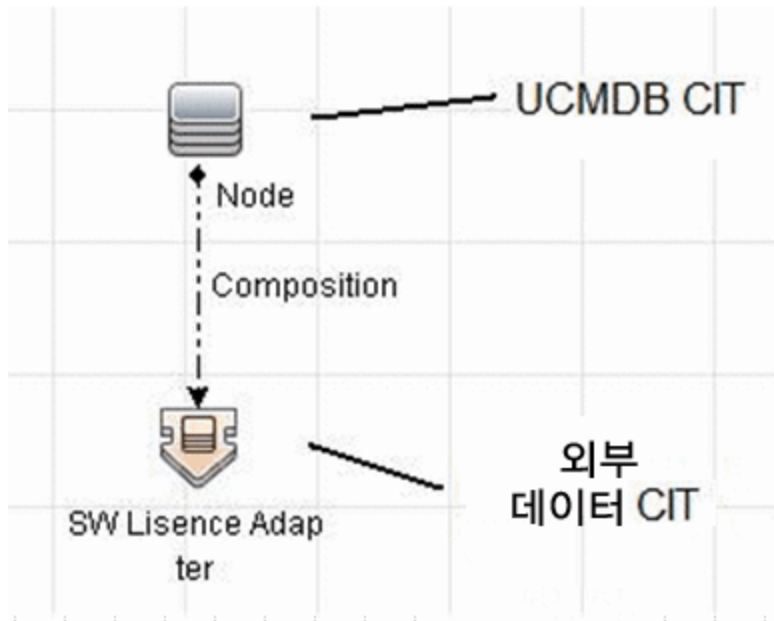 UCMDB CIT
Node
Composition
외부
데이터 CIT
SW Lisence Adap
ter